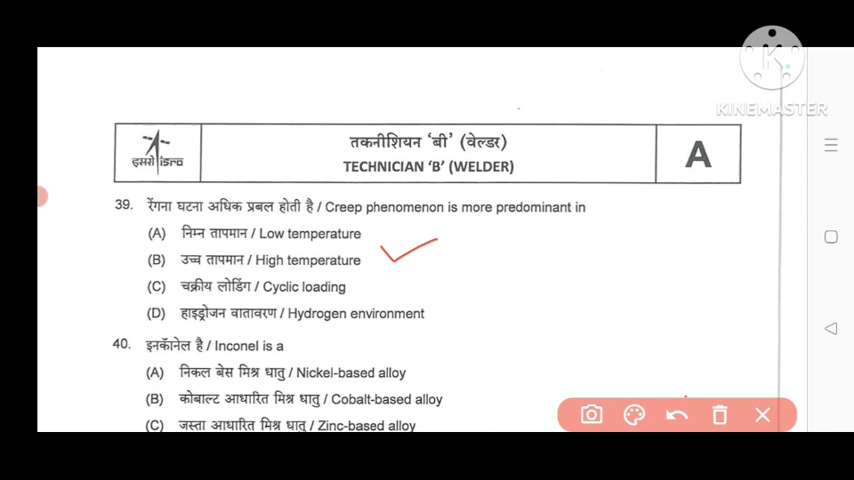 KINEMASTER
इसरो isra
तकनीशियन 'बी' (वेल्डर)
TECHNICIAN 'B' (WELDER)
A
39. रेंगना घटना अधिक प्रबल होती है / Creep phenomenon is more predominant in
(A) निम्न तापमान / Low temperature
(B) उच्च तापमान / High temperature
(C) चक्रीय लोडिंग / Cyclic loading
(D) हाइड्रोजन वातावरण / Hydrogen environment
40. इनकॅानेल है / Inconel is a
(A) निकल बेस मिश्र धातु / Nickel-based alloy
(B) कोबाल्ट आधारित मिश्र धातु / Cobalt-based alloy
(C) जस्ता आधारित मिश्र धातु / Zinc-based alloy